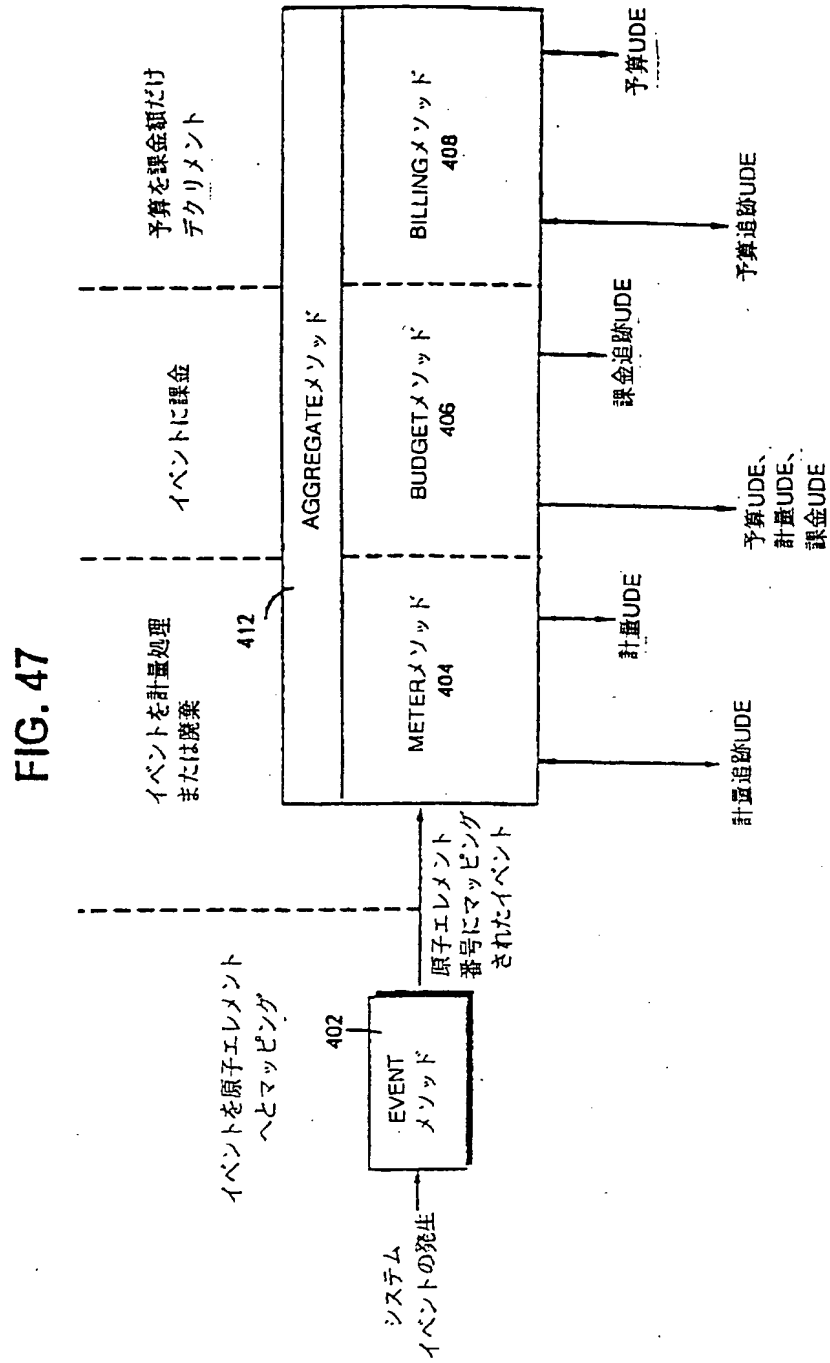 FIG. 47
イベントを原子エレメント
へとマッピング
イベントを計量処理
または廃棄
イベントに課金
予算を課金額だけ
デクリメント
システム
イベントの発生
402
EVENT
メソッド
原子エレメント
番号にマッピング
されたイベント
412
AGGREGATEメソッド
METERメソッド
404
BUDGETメソッド
406
BILLINGメソッド
408
計量追跡UDE
計量UDE
予算UDE、
計量UDE、
課金UDE
課金追跡UDE
予算追跡UDE
予算UDE